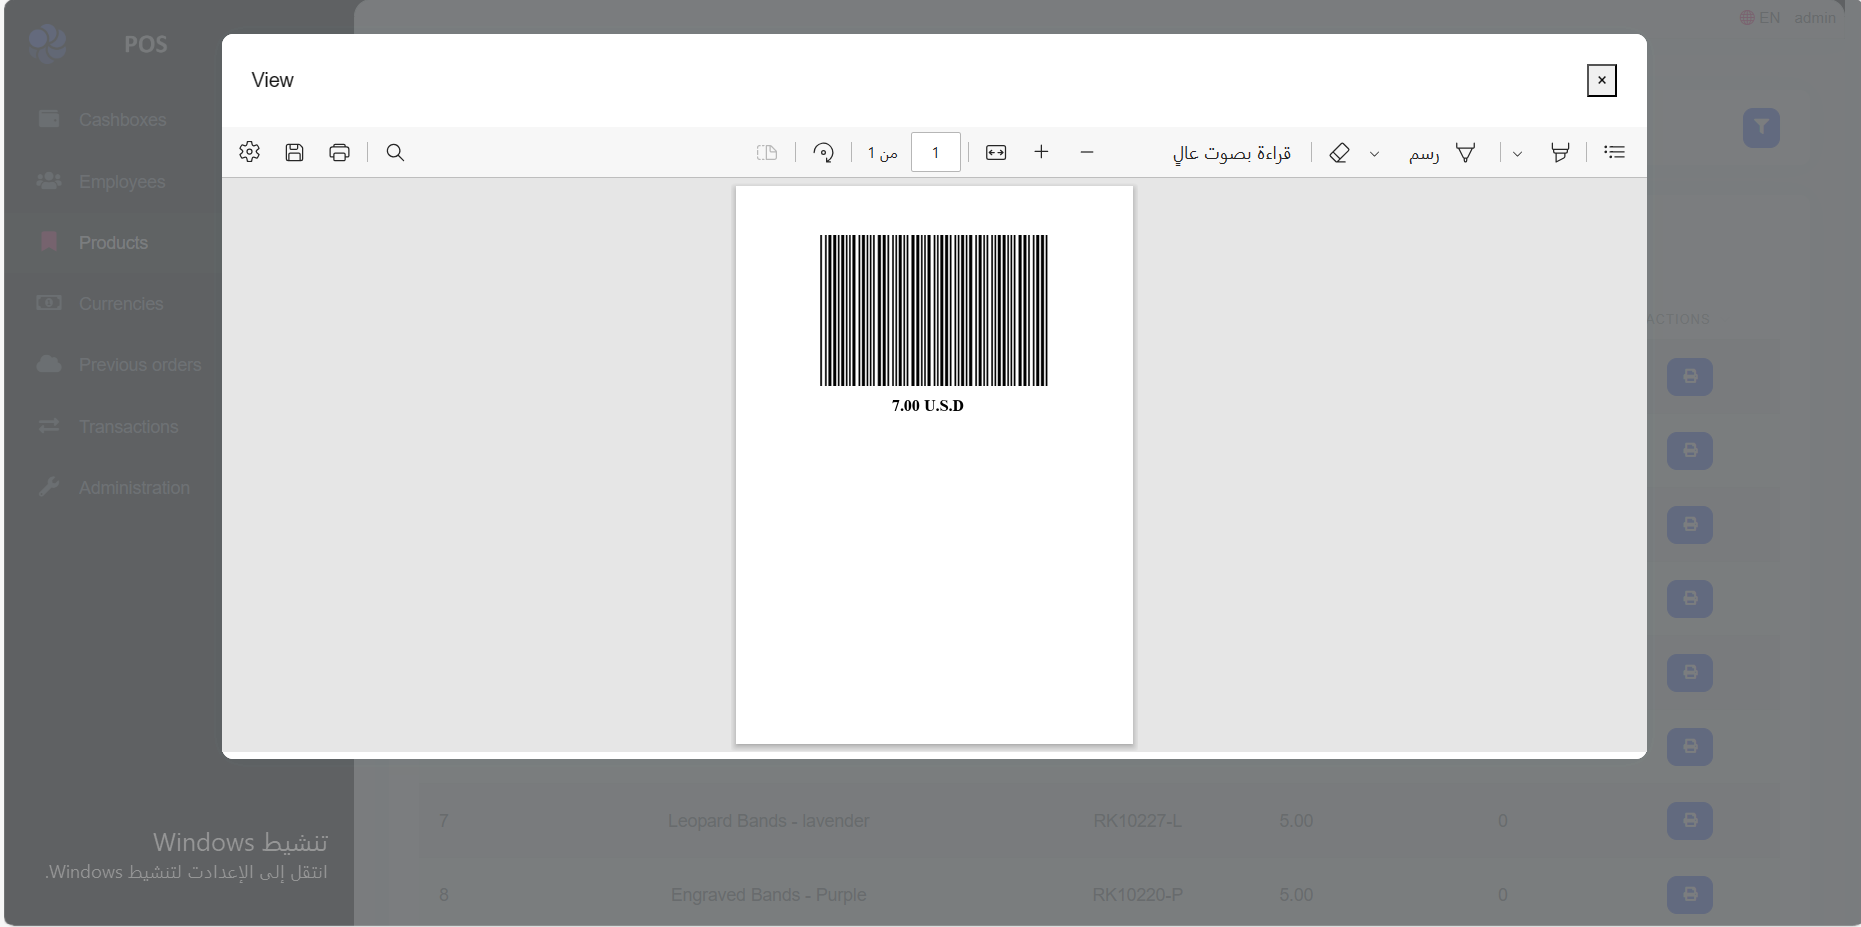 POS
EN admin
View
×
Cashboxes
Employees
Products
Currencies
Previous orders
Transactions
Administration
من 1
1
قراءة بصوت عالٍ
رسم
7.00 U.S.D
ACTIONS
7 Leopard Bands - lavender RK10227-L 5.00 0
8 Engraved Bands - Purple RK10220-P 5.00 0
تنشيط Windows
انتقل إلى الإعدادت لتنشيط Windows.